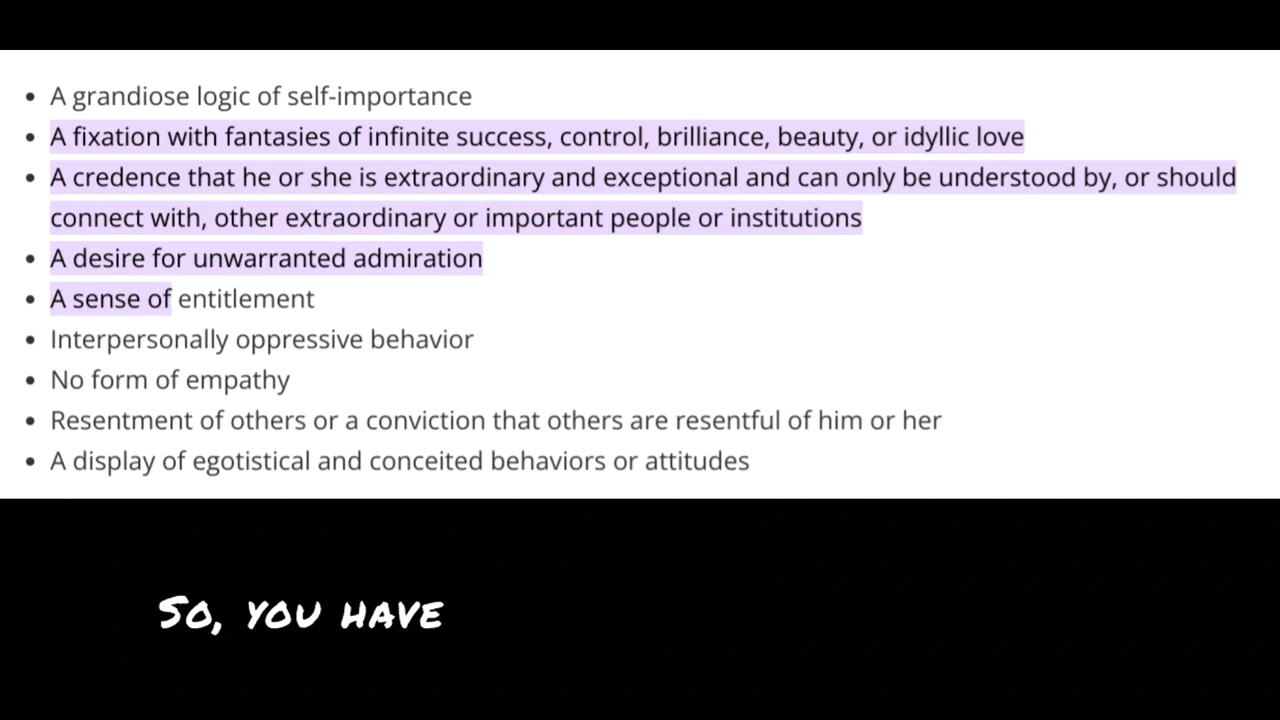 A grandiose logic of self-importance
A fixation with fantasies of infinite success, control, brilliance, beauty, or idyllic love
A credence that he or she is extraordinary and exceptional and can only be understood by, or should
connect with, other extraordinary or important people or institutions
A desire for unwarranted admiration
A sense of entitlement
Interpersonally oppressive behavior
No form of empathy
Resentment of others or a conviction that others are resentful of him or her
A display of egotistical and conceited behaviors or attitudes
So, you have